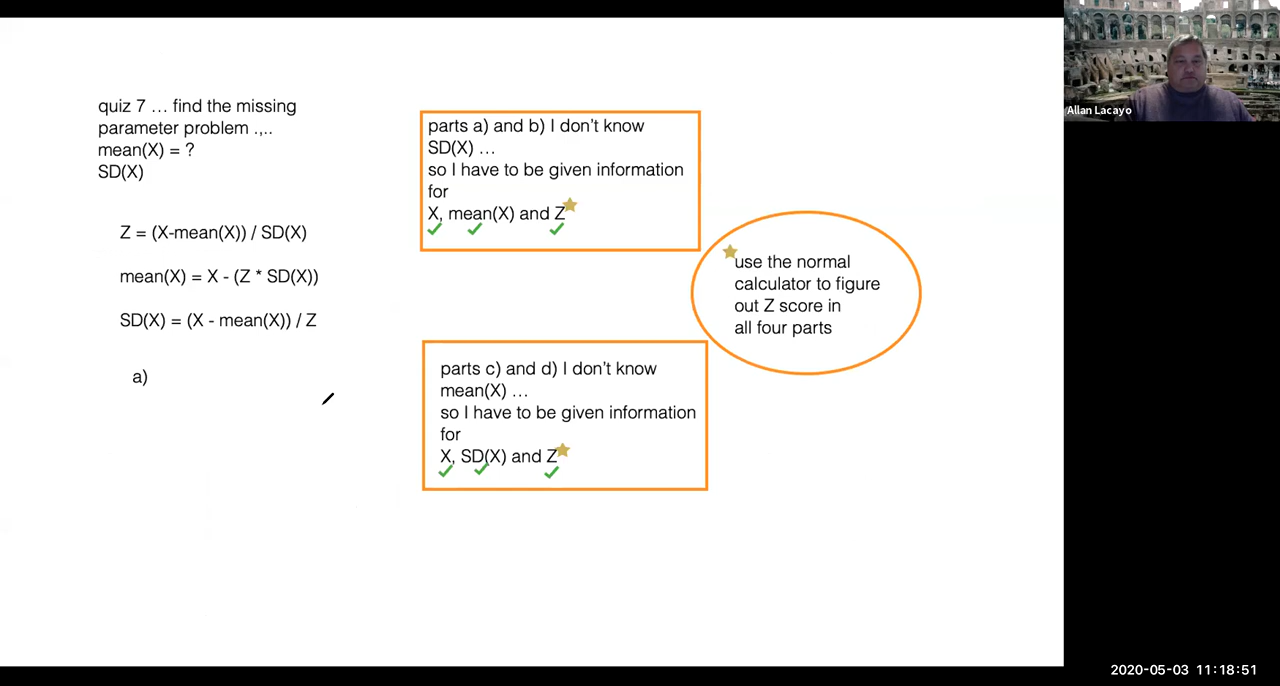 quiz 7 ... find the missing
parameter problem .,..
mean(X) = ?
SD(X)
Z = (X-mean(X)) / SD(X)
mean(X) = X - (Z * SD(X))
SD(X) = (X - mean(X)) / Z
a)
parts a) and b) I don't know
SD(X) ...
so I have to be given information
for
X, mean(X) and Z
use the normal
calculator to figure
out Z score in
all four parts
parts c) and d) I don't know
mean(X) ...
so I have to be given information
for
X, SD(X) and Z
Allan Lacayo
2020-05-03 11:18:51